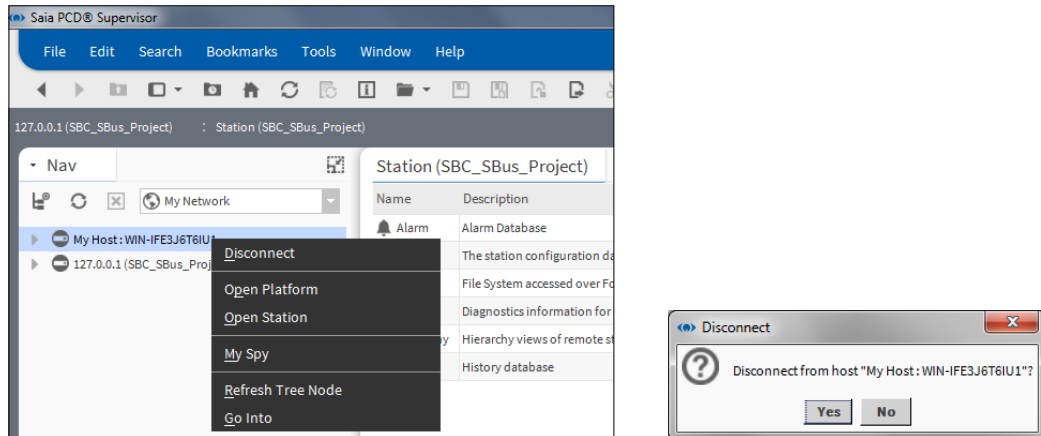 Saia PCD® Supervisor
File Edit Search Bookmarks Tools Window Help
127.0.0.1 (SBC_SBus_Project) : Station (SBC_SBus_Project)
Nav
My Network
My Host : WIN-IFE3J6T6IU1
127.0.0.1 (SBC_SBus_Proj
Disconnect
Open Platform
Open Station
My Spy
Refresh Tree Node
Go Into
Station (SBC_SBus_Project)
Name Description
Alarm Alarm Database
The station configuration da
File System accessed over Fo
Diagnostics information for
y Hierarchy views of remote st
History database
Disconnect
Disconnect from host "My Host : WIN-IFE3J6T6IU1"?
Yes No